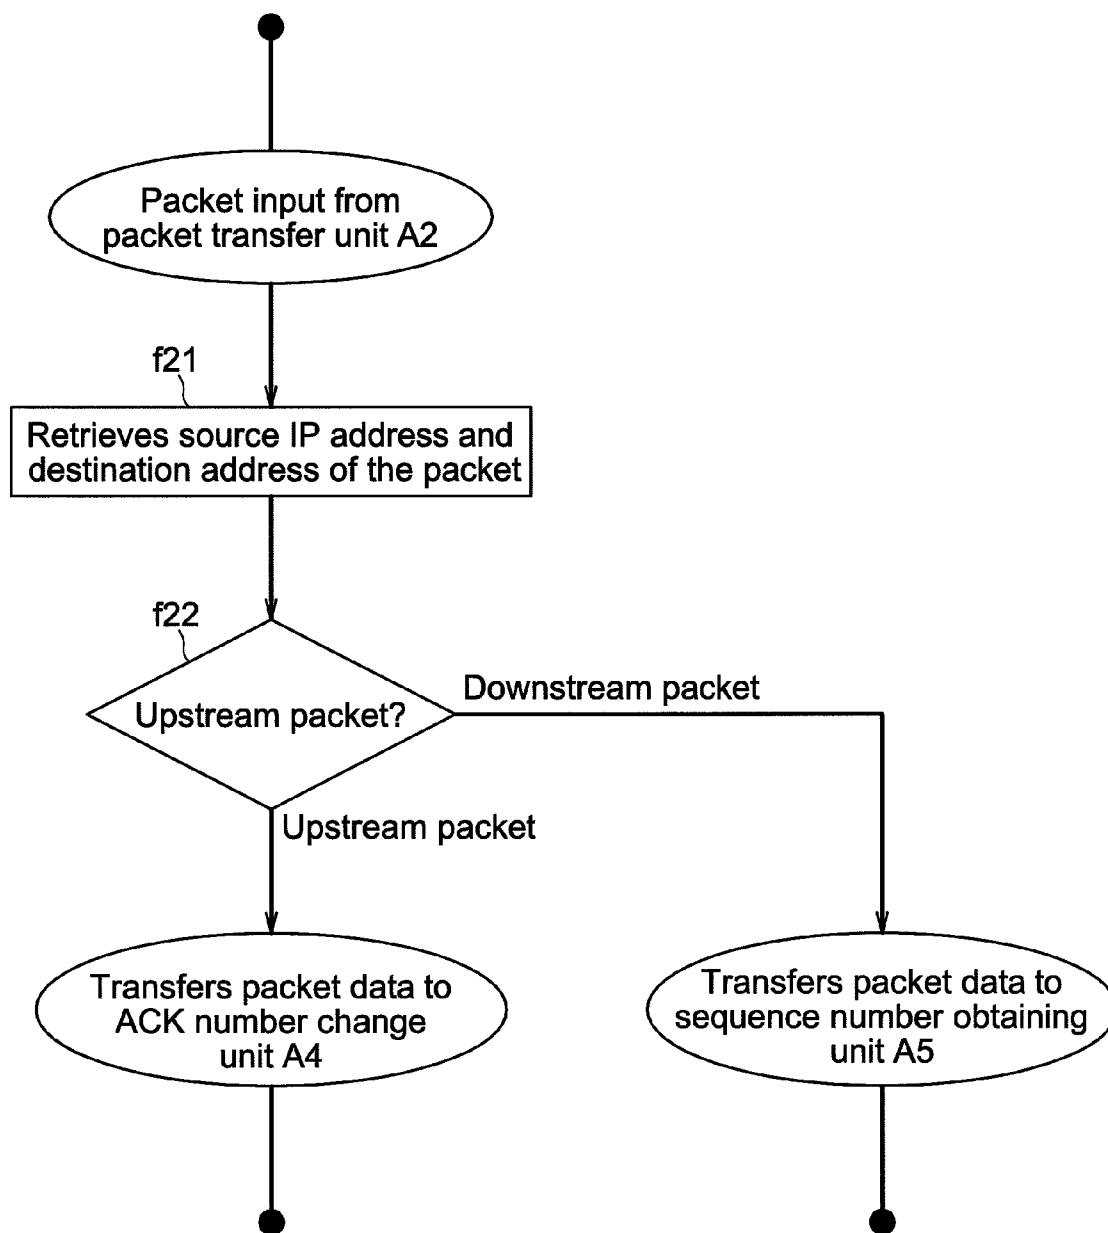 Packet input from
packet transfer unit A2
f21
Retrieves source IP address and
destination address of the packet
f22
Upstream packet?
Downstream packet
Upstream packet
Transfers packet data to
ACK number change
unit A4
Transfers packet data to
sequence number obtaining
unit A5